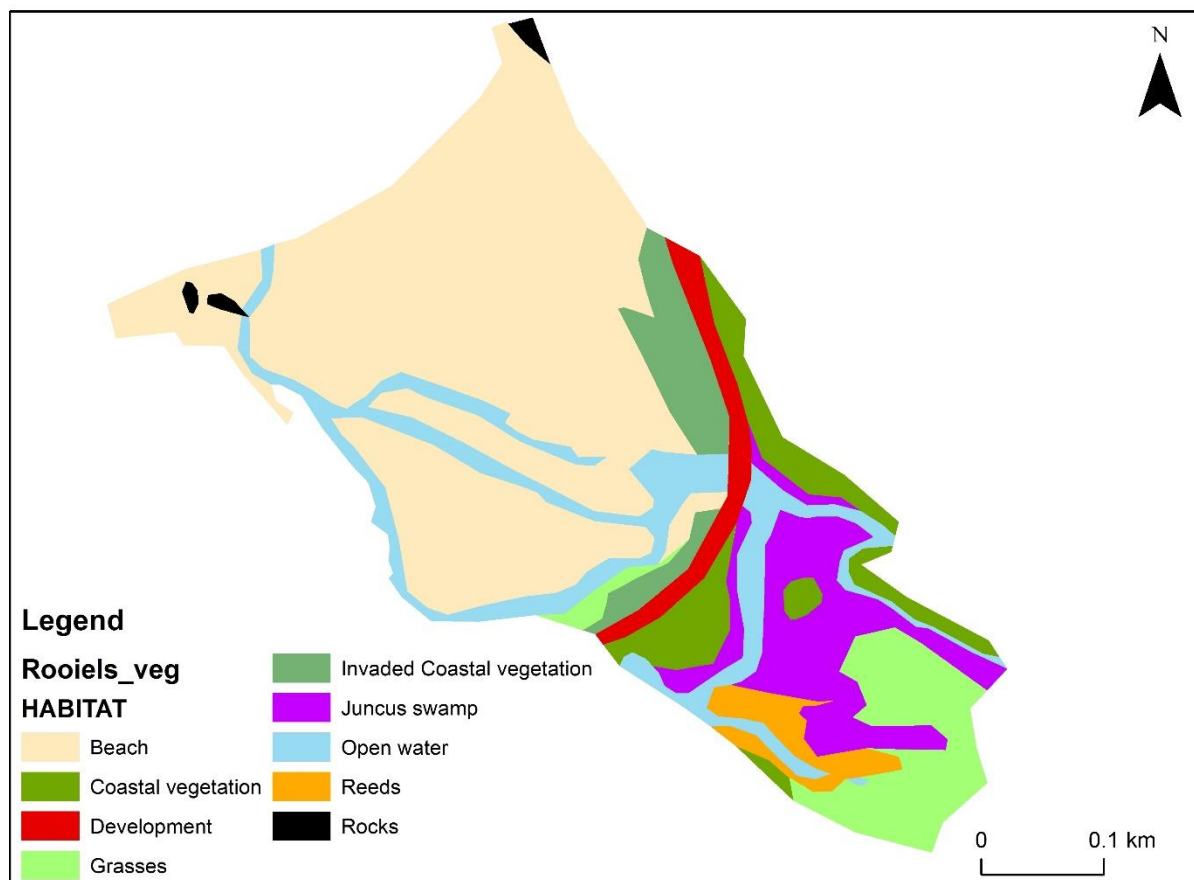 N
Legend
Rooiels_veg
HABITAT
Beach
Coastal vegetation
Development
Grasses
Invaded Coastal vegetation
Juncus swamp
Open water
Reeds
Rocks
0 0.1 km